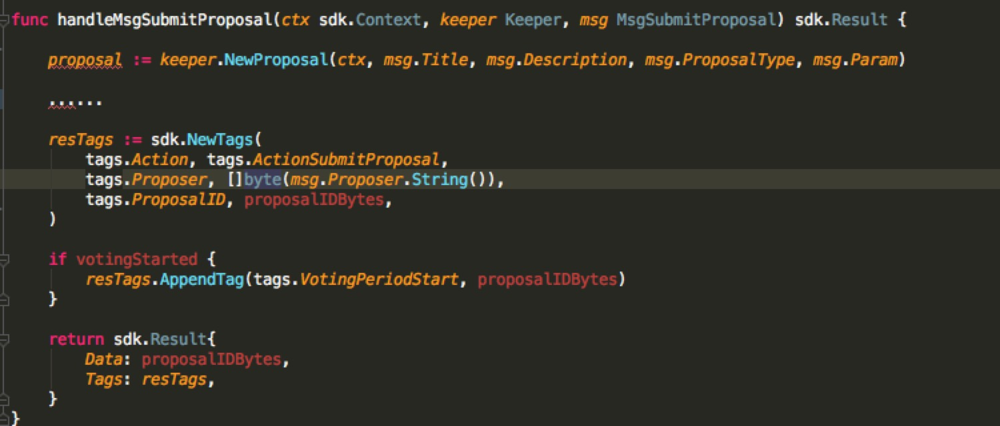 func handleMsgSubmitProposal(ctx sdk.Context, keeper Keeper, msg MsgSubmitProposal) sdk.Result {
proposal := keeper.NewProposal(ctx, msg.Title, msg.Description, msg.ProposalType, msg.Param)
......
resTags := sdk.NewTags(
tags.Action, tags.ActionSubmitProposal,
tags.Proposer, []byte(msg.Proposer.String()),
tags.ProposalID, proposalIDBytes,
)
if votingStarted {
resTags.AppendTag(tags.VotingPeriodStart, proposalIDBytes)
}
return sdk.Result{
Data: proposalIDBytes,
Tags: resTags,
}
}